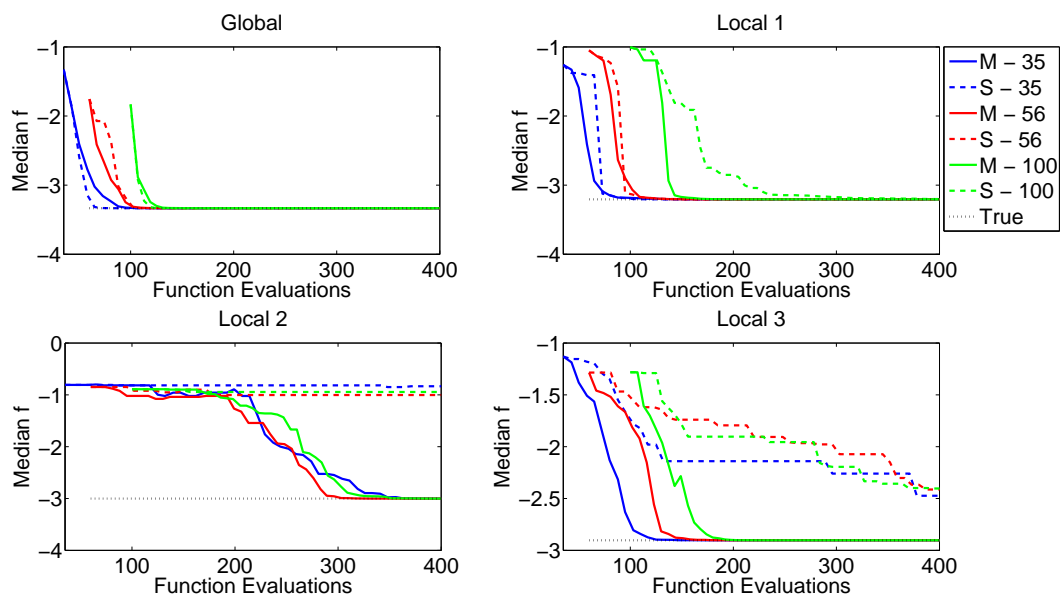 Global
Median f
−1
−2
−3
−4
100 200 300 400
Function Evaluations
Local 1
Median f
−1
−2
−3
−4
100 200 300 400
Function Evaluations
M − 35
S − 35
M − 56
S − 56
M − 100
S − 100
True
Local 2
Median f
0
−1
−2
−3
−4
100 200 300 400
Function Evaluations
Local 3
Median f
−1
−1.5
−2
−2.5
−3
100 200 300 400
Function Evaluations